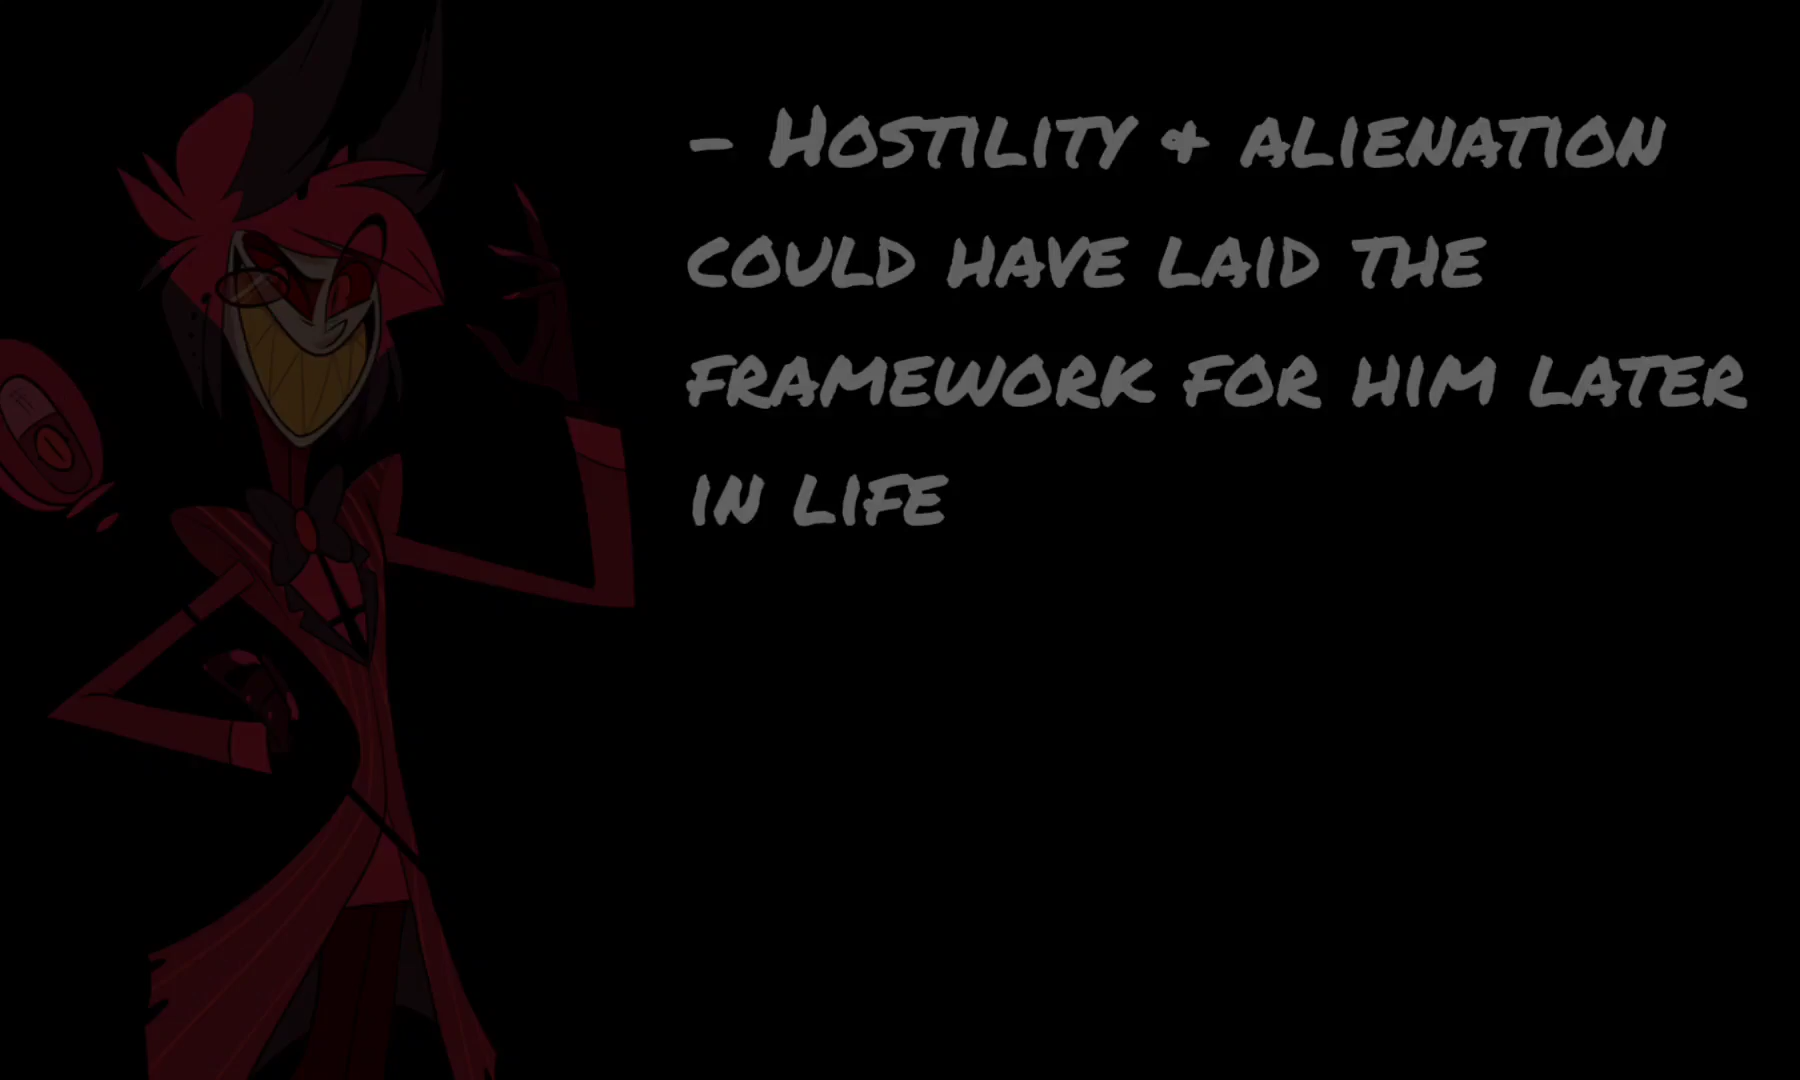 - Hostility & alienation
could have laid the
framework for him later
in life